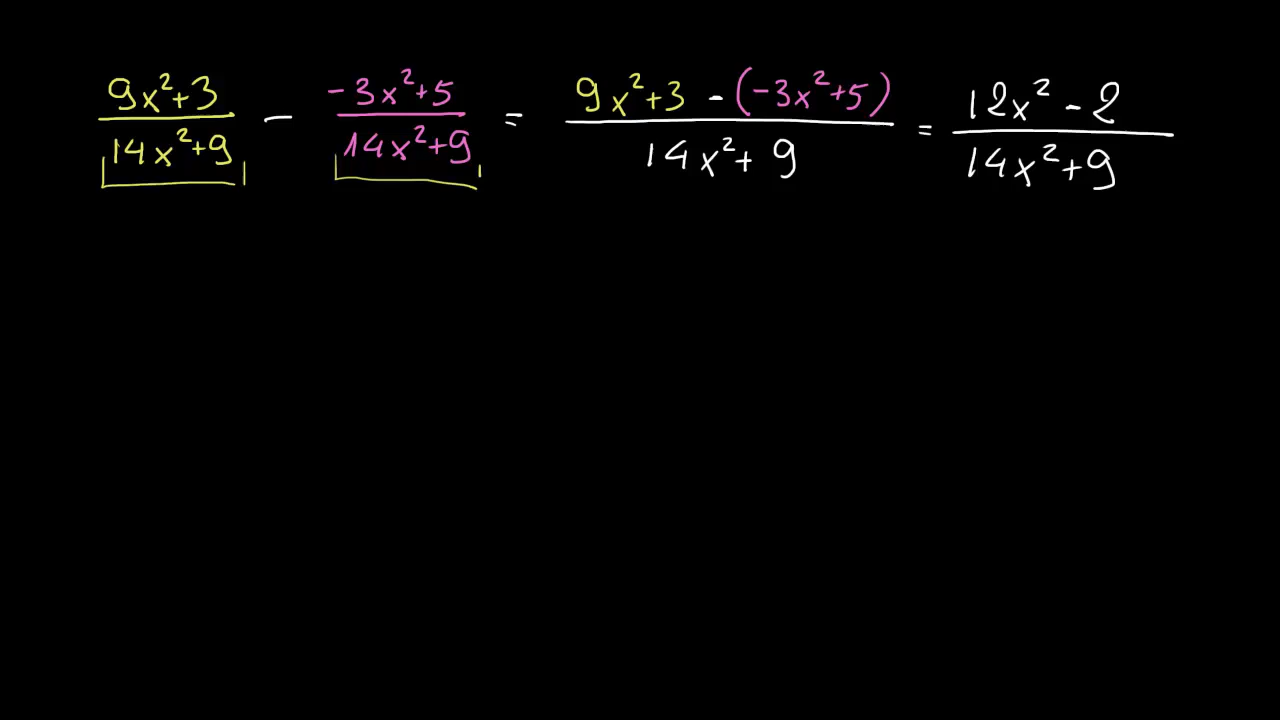 9x²+3 / 14x²+9 − -3x²+5 / 14x²+9 = 9x²+3 - (-3x²+5) / 14x²+9 = 12x² - 2 / 14x²+9